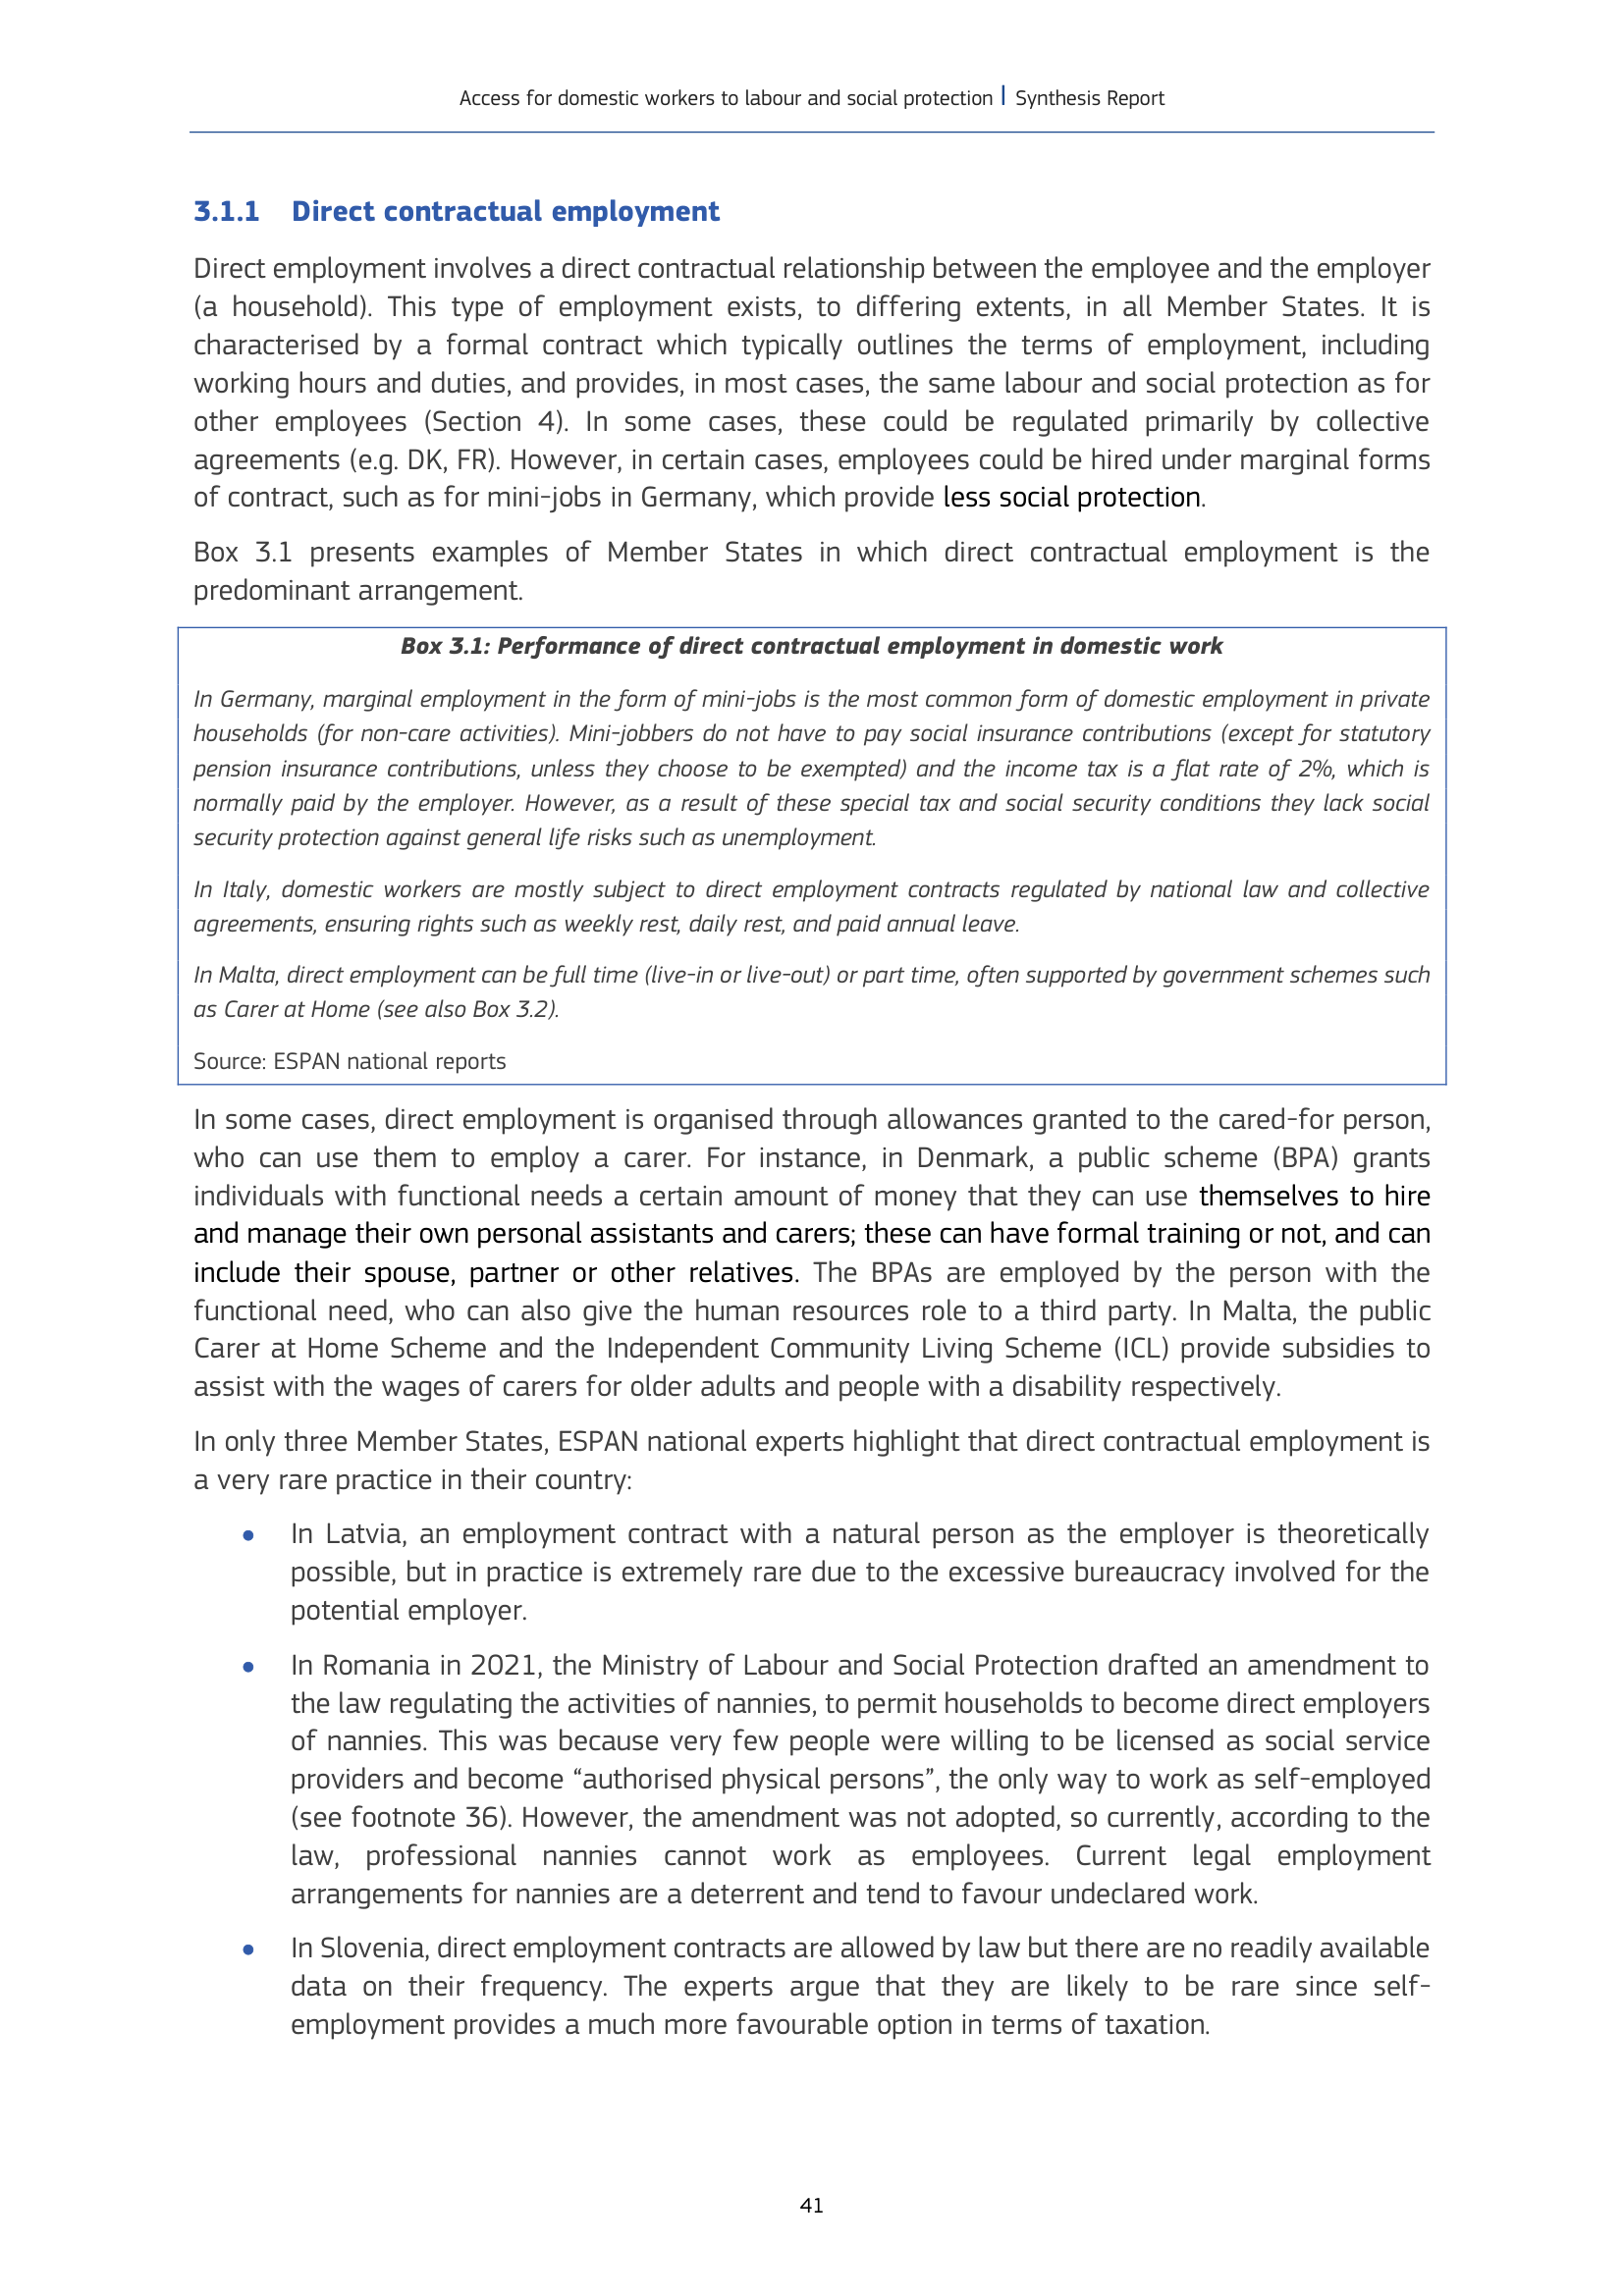 Access for domestic workers to labour and social protection | Synthesis Report
3.1.1 Direct contractual employment
Direct employment involves a direct contractual relationship between the employee and the employer
(a household). This type of employment exists, to differing extents, in all Member States. It is
characterised by a formal contract which typically outlines the terms of employment, including
working hours and duties, and provides, in most cases, the same labour and social protection as for
other employees (Section 4). In some cases, these could be regulated primarily by collective
agreements (e.g. DK, FR). However, in certain cases, employees could be hired under marginal forms
of contract, such as for mini-jobs in Germany, which provide less social protection.
Box 3.1 presents examples of Member States in which direct contractual employment is the
predominant arrangement.
Box 3.1: Performance of direct contractual employment in domestic work
In Germany, marginal employment in the form of mini-jobs is the most common form of domestic employment in private
households (for non-care activities). Mini-jobbers do not have to pay social insurance contributions (except for statutory
pension insurance contributions, unless they choose to be exempted) and the income tax is a flat rate of 2%, which is
normally paid by the employer. However, as a result of these special tax and social security conditions they lack social
security protection against general life risks such as unemployment.
In Italy, domestic workers are mostly subject to direct employment contracts regulated by national law and collective
agreements, ensuring rights such as weekly rest, daily rest, and paid annual leave.
In Malta, direct employment can be full time (live-in or live-out) or part time, often supported by government schemes such
as Carer at Home (see also Box 3.2).
Source: ESPAN national reports
In some cases, direct employment is organised through allowances granted to the cared-for person,
who can use them to employ a carer. For instance, in Denmark, a public scheme (BPA) grants
individuals with functional needs a certain amount of money that they can use themselves to hire
and manage their own personal assistants and carers; these can have formal training or not, and can
include their spouse, partner or other relatives. The BPAs are employed by the person with the
functional need, who can also give the human resources role to a third party. In Malta, the public
Carer at Home Scheme and the Independent Community Living Scheme (ICL) provide subsidies to
assist with the wages of carers for older adults and people with a disability respectively.
In only three Member States, ESPAN national experts highlight that direct contractual employment is
a very rare practice in their country:
• In Latvia, an employment contract with a natural person as the employer is theoretically
possible, but in practice is extremely rare due to the excessive bureaucracy involved for the
potential employer.
• In Romania in 2021, the Ministry of Labour and Social Protection drafted an amendment to
the law regulating the activities of nannies, to permit households to become direct employers
of nannies. This was because very few people were willing to be licensed as social service
providers and become “authorised physical persons”, the only way to work as self-employed
(see footnote 36). However, the amendment was not adopted, so currently, according to the
law, professional nannies cannot work as employees. Current legal employment
arrangements for nannies are a deterrent and tend to favour undeclared work.
• In Slovenia, direct employment contracts are allowed by law but there are no readily available
data on their frequency. The experts argue that they are likely to be rare since self-
employment provides a much more favourable option in terms of taxation.
41